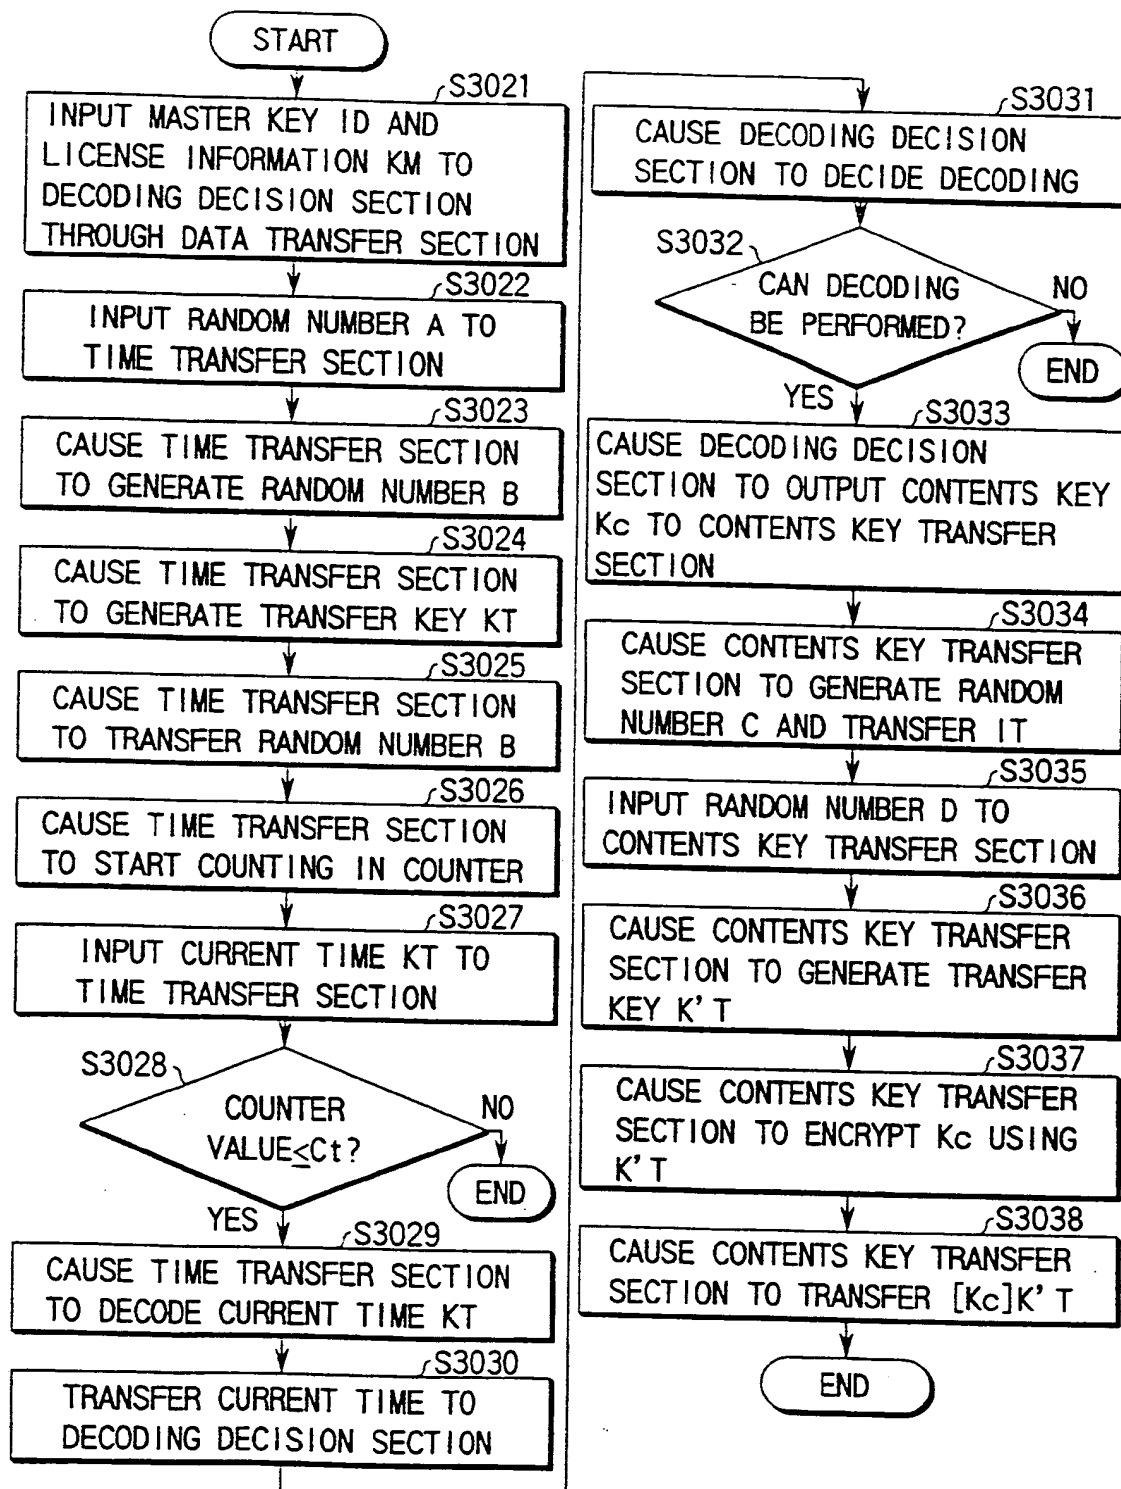 START
S3021
INPUT MASTER KEY ID AND
LICENSE INFORMATION KM TO
DECODING DECISION SECTION
THROUGH DATA TRANSFER SECTION
S3022
INPUT RANDOM NUMBER A TO
TIME TRANSFER SECTION
S3023
CAUSE TIME TRANSFER SECTION
TO GENERATE RANDOM NUMBER B
S3024
CAUSE TIME TRANSFER SECTION
TO GENERATE TRANSFER KEY KT
S3025
CAUSE TIME TRANSFER SECTION
TO TRANSFER RANDOM NUMBER B
S3026
CAUSE TIME TRANSFER SECTION
TO START COUNTING IN COUNTER
S3027
INPUT CURRENT TIME KT TO
TIME TRANSFER SECTION
S3028
COUNTER
VALUE≤Ct?
NO
END
YES
S3029
CAUSE TIME TRANSFER SECTION
TO DECODE CURRENT TIME KT
S3030
TRANSFER CURRENT TIME TO
DECODING DECISION SECTION
S3031
CAUSE DECODING DECISION
SECTION TO DECIDE DECODING
S3032
CAN DECODING
BE PERFORMED?
NO
END
YES
S3033
CAUSE DECODING DECISION
SECTION TO OUTPUT CONTENTS KEY
Kc TO CONTENTS KEY TRANSFER
SECTION
S3034
CAUSE CONTENTS KEY TRANSFER
SECTION TO GENERATE RANDOM
NUMBER C AND TRANSFER IT
S3035
INPUT RANDOM NUMBER D TO
CONTENTS KEY TRANSFER SECTION
S3036
CAUSE CONTENTS KEY TRANSFER
SECTION TO GENERATE TRANSFER
KEY K'T
S3037
CAUSE CONTENTS KEY TRANSFER
SECTION TO ENCRYPT Kc USING
K'T
S3038
CAUSE CONTENTS KEY TRANSFER
SECTION TO TRANSFER [Kc]K'T
END